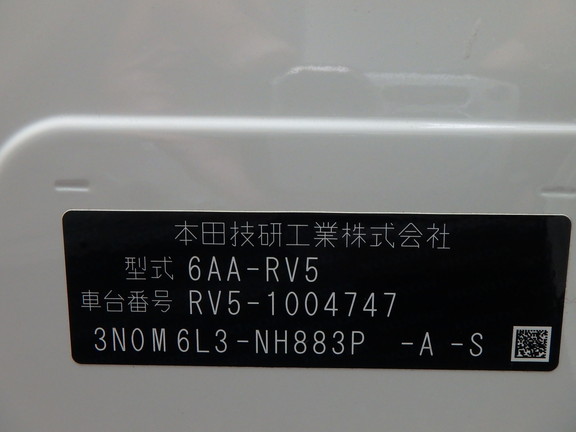 本田技研工業株式会社
型式 6AA-RV5
車台番号 RV5-1004747
3N0M6L3-NH883P -A-S